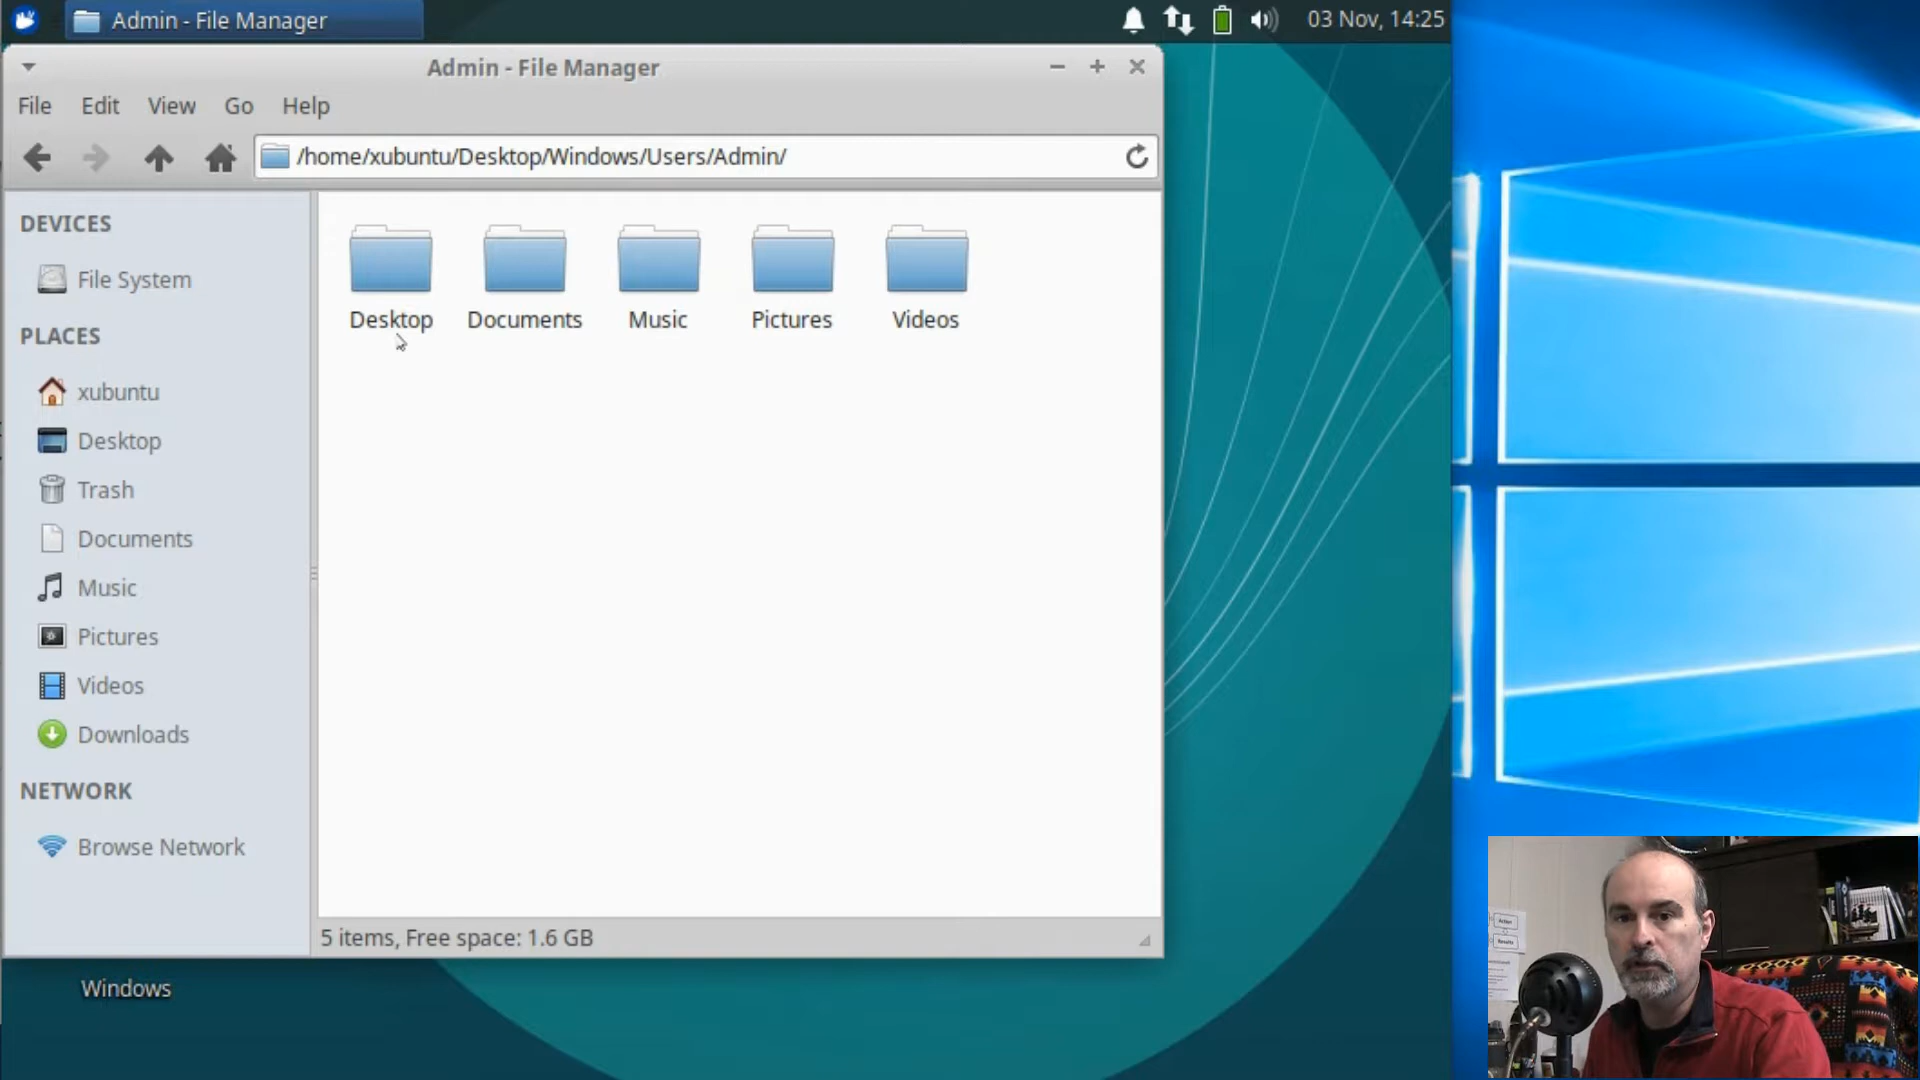 Admin - File Manager
03 Nov, 14:25
Admin - File Manager
File Edit View Go Help
/home/xubuntu/Desktop/Windows/Users/Admin/
DEVICES
File System
PLACES
xubuntu
Desktop
Trash
Documents
Music
Pictures
Videos
Downloads
NETWORK
Browse Network
Desktop Documents Music Pictures Videos
5 items, Free space: 1.6 GB
Windows
Action
Results